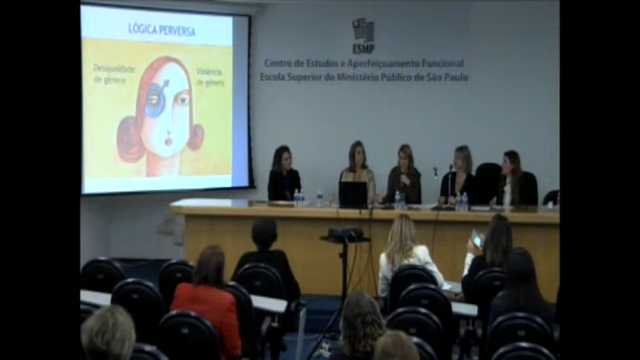 LÓGICA PERVERSA
Desigualdade
de gênero
Violência
de gênero
ESMP
Centro de Estudos e Aperfeiçoamento Funcional
Escola Superior do Ministério Público de São Paulo